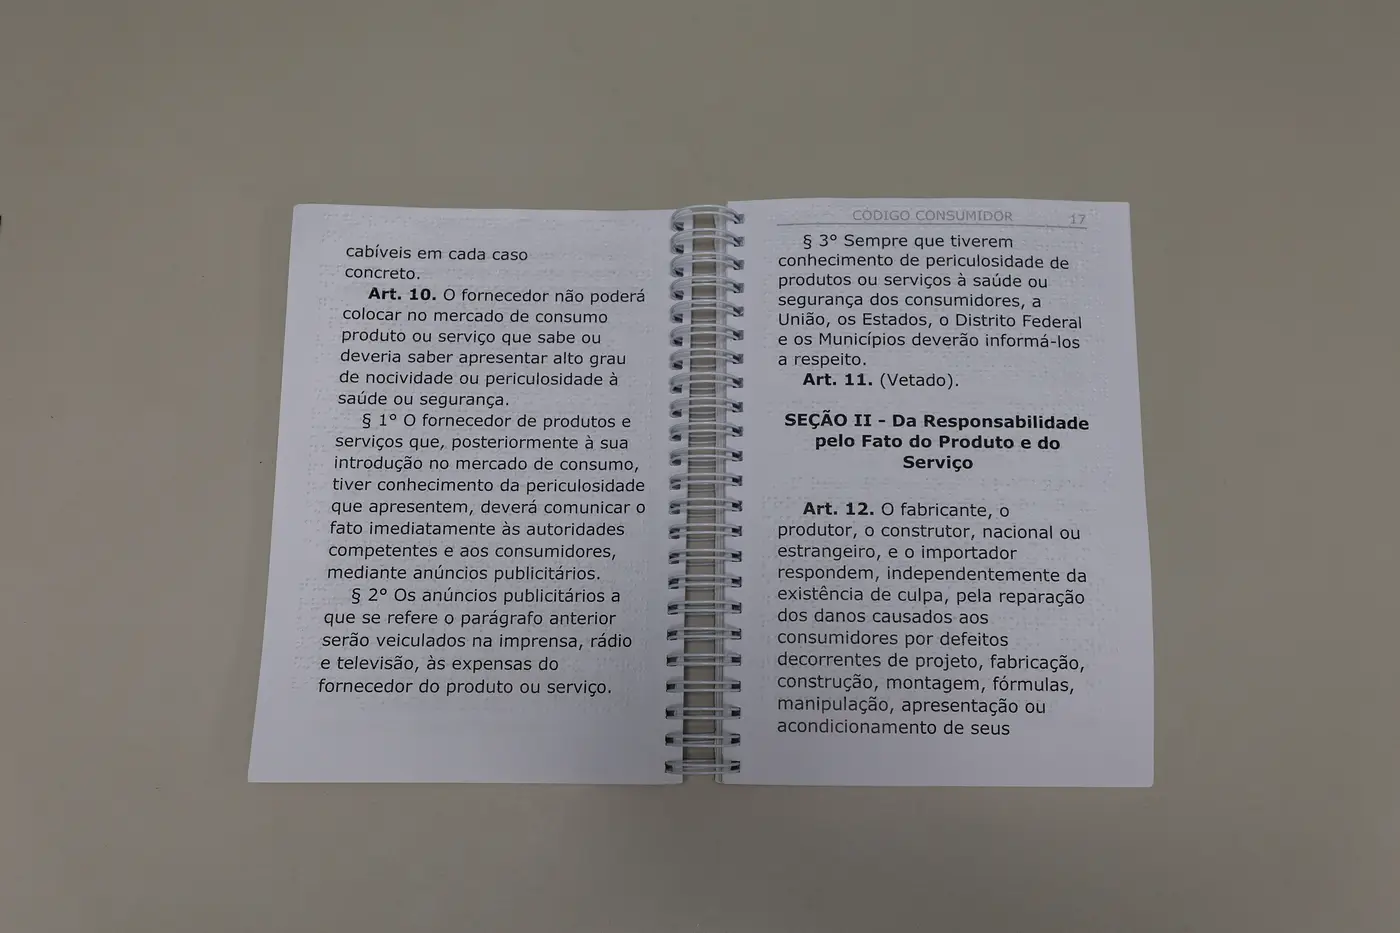 cabíveis em cada caso
concreto.
Art. 10. O fornecedor não poderá
colocar no mercado de consumo
produto ou serviço que sabe ou
deveria saber apresentar alto grau
de nocividade ou periculosidade à
saúde ou segurança.
§ 1° O fornecedor de produtos e
serviços que, posteriormente à sua
introdução no mercado de consumo,
tiver conhecimento da periculosidade
que apresentem, deverá comunicar o
fato imediatamente às autoridades
competentes e aos consumidores,
mediante anúncios publicitários.
§ 2° Os anúncios publicitários a
que se refere o parágrafo anterior
serão veiculados na imprensa, rádio
e televisão, às expensas do
fornecedor do produto ou serviço.
CÓDIGO CONSUMIDOR 17
§ 3° Sempre que tiverem
conhecimento de periculosidade de
produtos ou serviços à saúde ou
segurança dos consumidores, a
União, os Estados, o Distrito Federal
e os Municípios deverão informá-los
a respeito.
Art. 11. (Vetado).
SEÇÃO II - Da Responsabilidade
pelo Fato do Produto e do
Serviço
Art. 12. O fabricante, o
produtor, o construtor, nacional ou
estrangeiro, e o importador
respondem, independentemente da
existência de culpa, pela reparação
dos danos causados aos
consumidores por defeitos
decorrentes de projeto, fabricação,
construção, montagem, fórmulas,
manipulação, apresentação ou
acondicionamento de seus